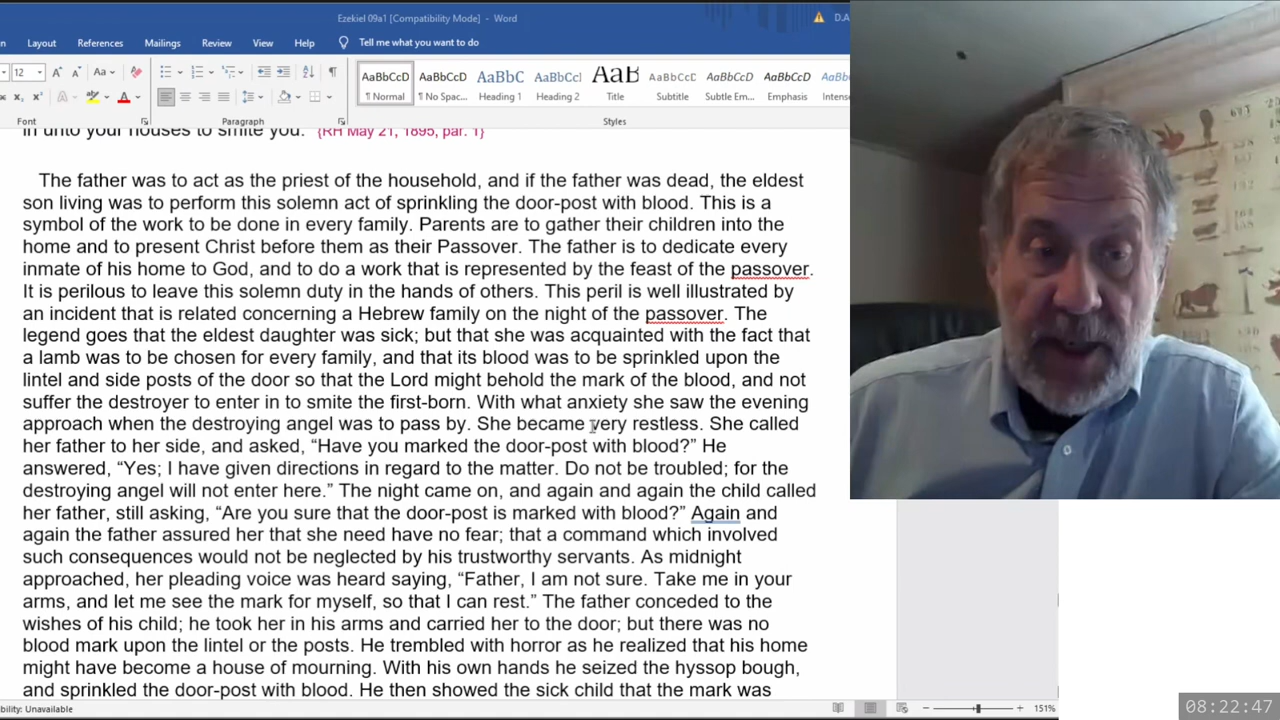 Ezekiel 09a1 [Compatibility Mode] - Word
D.A
Layout References Mailings Review View Help Tell me what you want to do
12 Aa
AaBbCcD AaBbCcD AaBbC AaBbCcI AaB AaBbCcD AaBbCcD AaBbCcD
¶ Normal ¶ No Spac... Heading 1 Heading 2 Title Subtitle Subtle Em... Emphasis Intens
Font Paragraph Styles
in unto your houses to smite you. {RH May 21, 1895, par. 1}
The father was to act as the priest of the household, and if the father was dead, the eldest
son living was to perform this solemn act of sprinkling the door-post with blood. This is a
symbol of the work to be done in every family. Parents are to gather their children into the
home and to present Christ before them as their Passover. The father is to dedicate every
inmate of his home to God, and to do a work that is represented by the feast of the passover.
It is perilous to leave this solemn duty in the hands of others. This peril is well illustrated by
an incident that is related concerning a Hebrew family on the night of the passover. The
legend goes that the eldest daughter was sick; but that she was acquainted with the fact that
a lamb was to be chosen for every family, and that its blood was to be sprinkled upon the
lintel and side posts of the door so that the Lord might behold the mark of the blood, and not
suffer the destroyer to enter in to smite the first-born. With what anxiety she saw the evening
approach when the destroying angel was to pass by. She became very restless. She called
her father to her side, and asked, “Have you marked the door-post with blood?” He
answered, “Yes; I have given directions in regard to the matter. Do not be troubled; for the
destroying angel will not enter here.” The night came on, and again and again the child called
her father, still asking, “Are you sure that the door-post is marked with blood?” Again and
again the father assured her that she need have no fear; that a command which involved
such consequences would not be neglected by his trustworthy servants. As midnight
approached, her pleading voice was heard saying, “Father, I am not sure. Take me in your
arms, and let me see the mark for myself, so that I can rest.” The father conceded to the
wishes of his child; he took her in his arms and carried her to the door; but there was no
blood mark upon the lintel or the posts. He trembled with horror as he realized that his home
might have become a house of mourning. With his own hands he seized the hyssop bough,
and sprinkled the door-post with blood. He then showed the sick child that the mark was
bility: Unavailable
151%
08:22:47